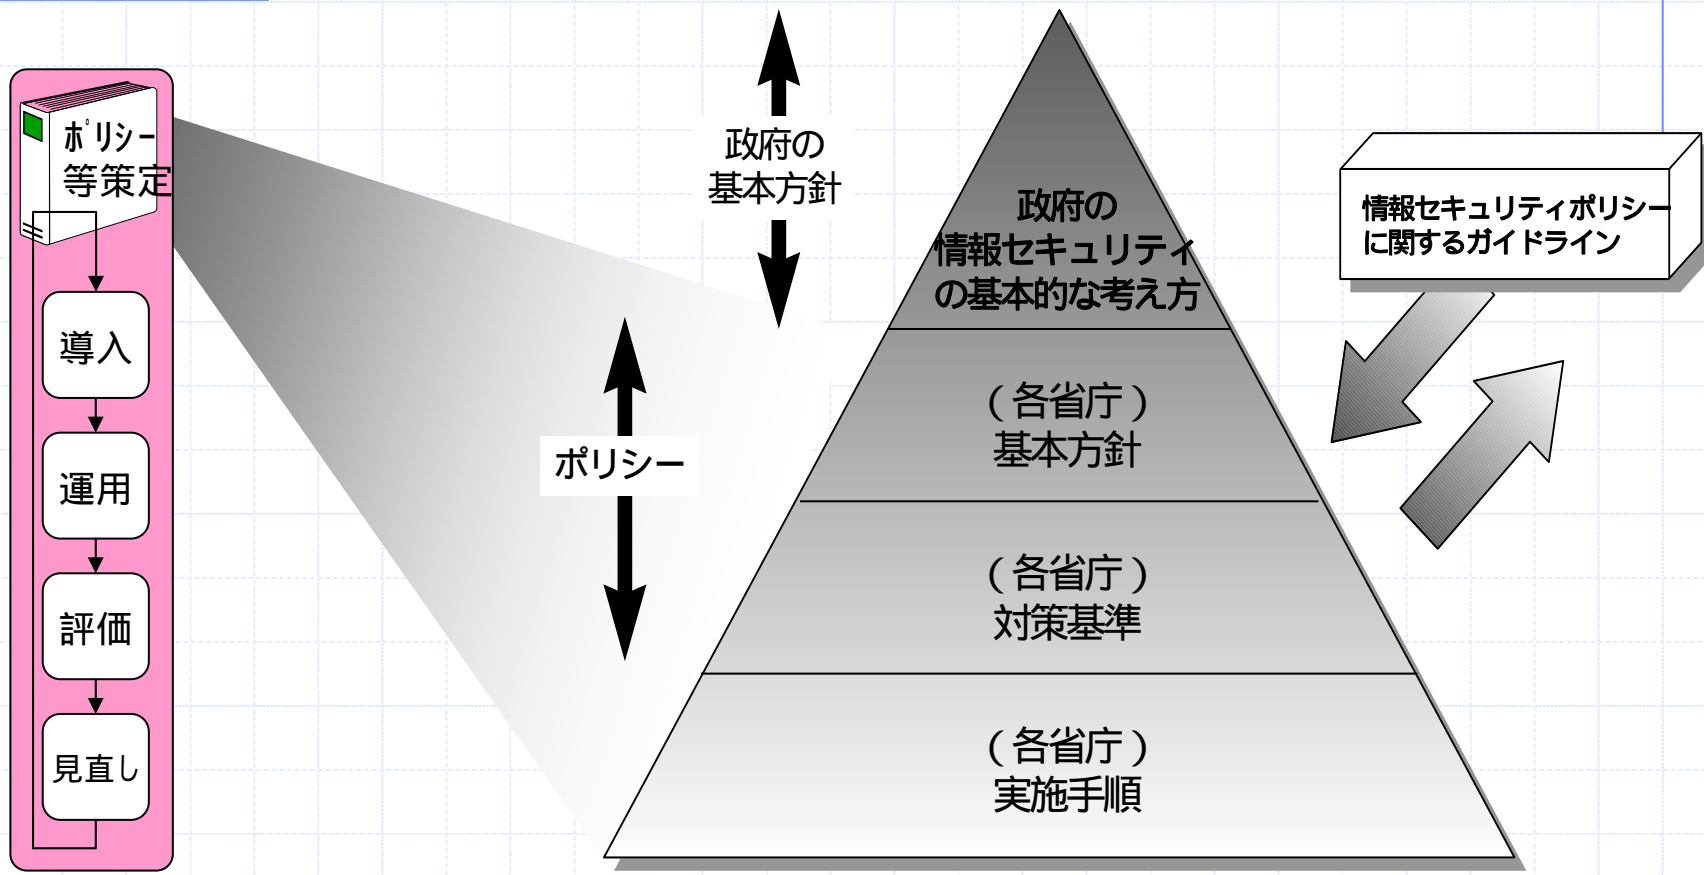 ポリシー
等策定
導入
運用
評価
見直し
政府の
基本方針
ポリシー
政府の
情報セキュリティ
の基本的な考え方
（各省庁）
基本方針
（各省庁）
対策基準
（各省庁）
実施手順
情報セキュリティポリシー
に関するガイドライン